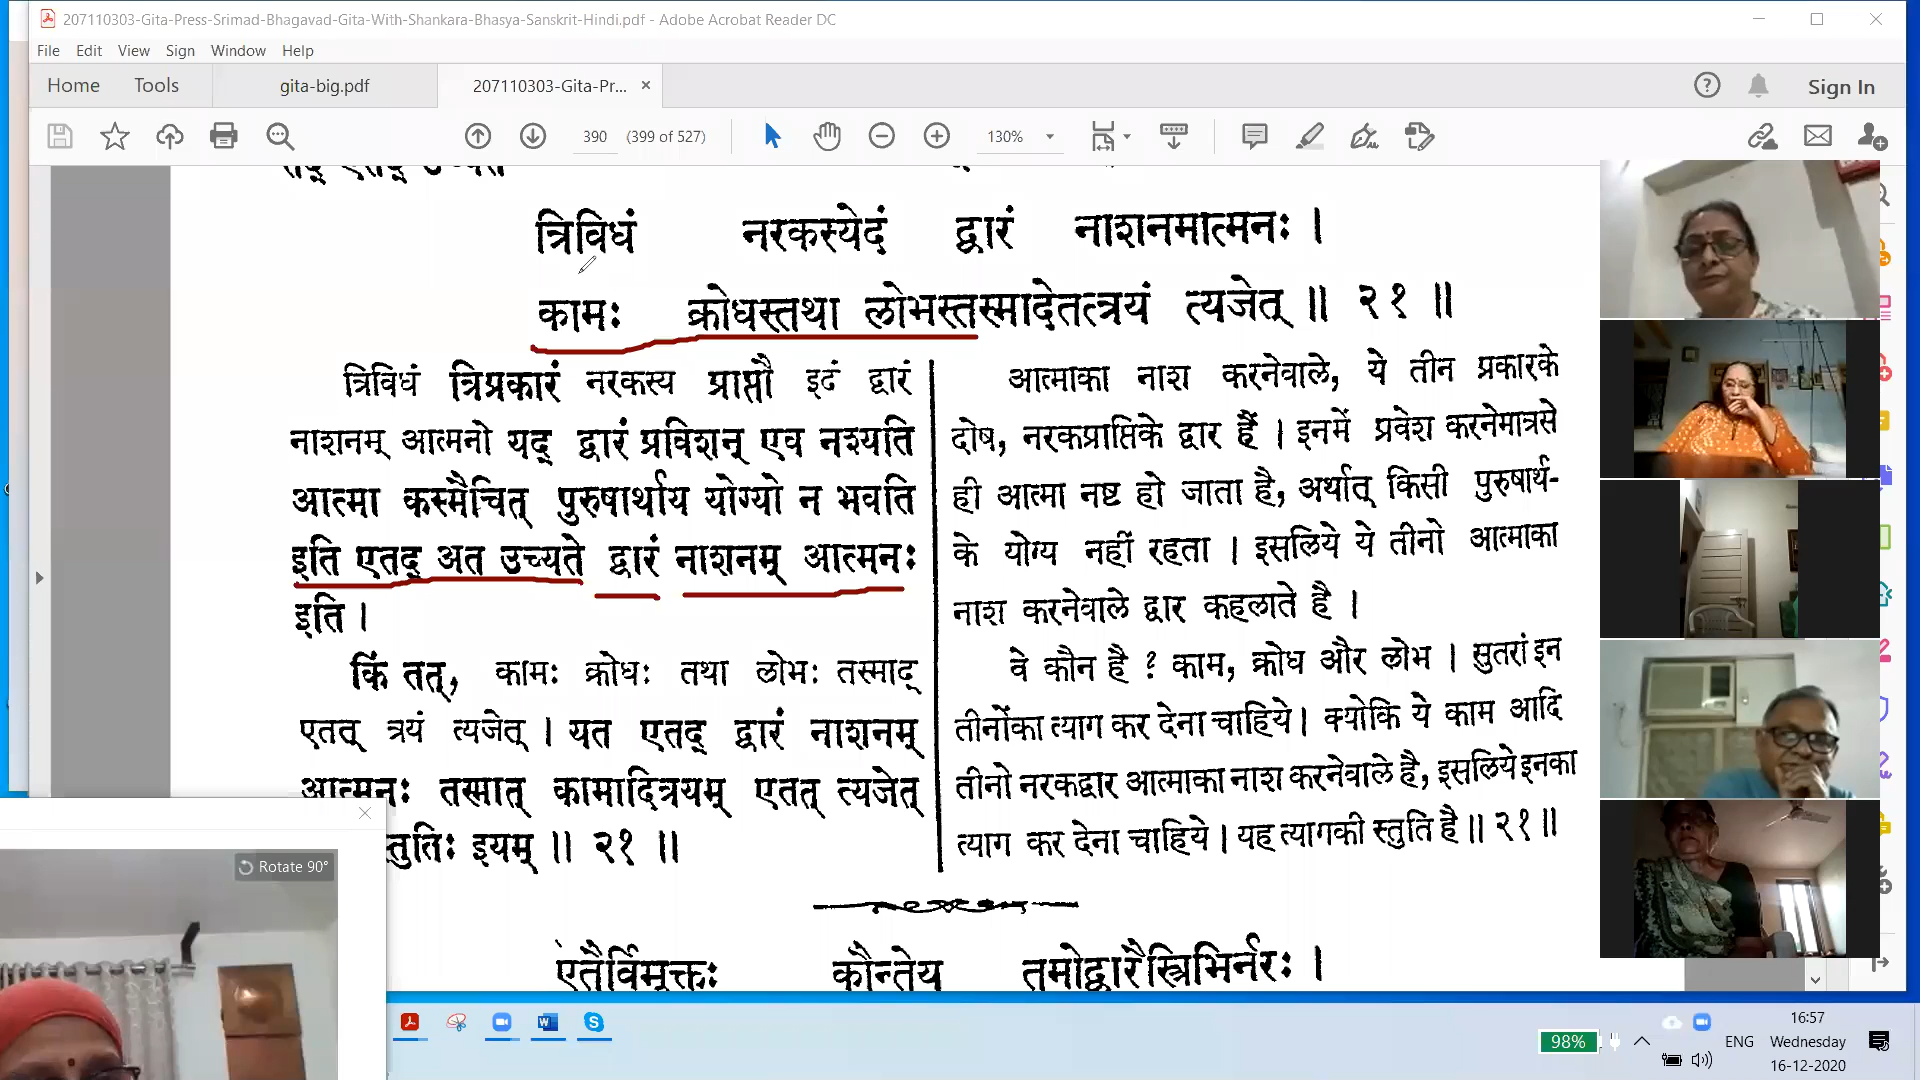 207110303-Gita-Press-Srimad-Bhagavad-Gita-With-Shankara-Bhasya-Sanskrit-Hindi.pdf - Adobe Acrobat Reader DC
File Edit View Sign Window Help
Home Tools gita-big.pdf 207110303-Gita-Pr... × Sign In
390 (399 of 527) 130%
त्रिविधं नरकस्येदं द्वारं नाशनमात्मनः ।
कामः क्रोधस्तथा लोभस्तस्मादेतत्त्रयं त्यजेत् ॥ २१ ॥
त्रिविधं त्रिप्रकारं नरकस्य प्राप्तौ इदं द्वारं
नाशनम् आत्मनो यद् द्वारं प्रविशन् एव नश्यति
आत्मा कस्मैचित् पुरुषार्थाय योग्यो न भवति
इति एतद् अत उच्यते द्वारं नाशनम् आत्मनः
इति ।
किं तत्, कामः क्रोधः तथा लोभः तस्माद्
एतत् त्रयं त्यजेत् । यत एतद् द्वारं नाशनम्
आत्मनः तस्मात् कामादित्रयम् एतत् त्यजेत्
तुतिः इयम् ॥ २१ ॥
आत्माका नाश करनेवाले, ये तीन प्रकारके
दोष, नरकप्राप्तिके द्वार हैं । इनमें प्रवेश करनेमात्रसे
ही आत्मा नष्ट हो जाता है, अर्थात् किसी पुरुषार्थ-
के योग्य नहीं रहता । इसलिये ये तीनो आत्माका
नाश करनेवाले द्वार कहलाते है ।
वे कौन है ? काम, क्रोध और लोभ । सुतरां इन
तीनोंका त्याग कर देना चाहिये । क्योकि ये काम आदि
तीनो नरकद्वार आत्माका नाश करनेवाले है, इसलिये इनका
त्याग कर देना चाहिये । यह त्यागकी स्तुति है ॥ २१ ॥
एतैर्विमुक्तः कौन्तेय तमोद्वारैस्त्रिभिर्नरः ।
Rotate 90°
98% ENG
16:57
Wednesday
16-12-2020